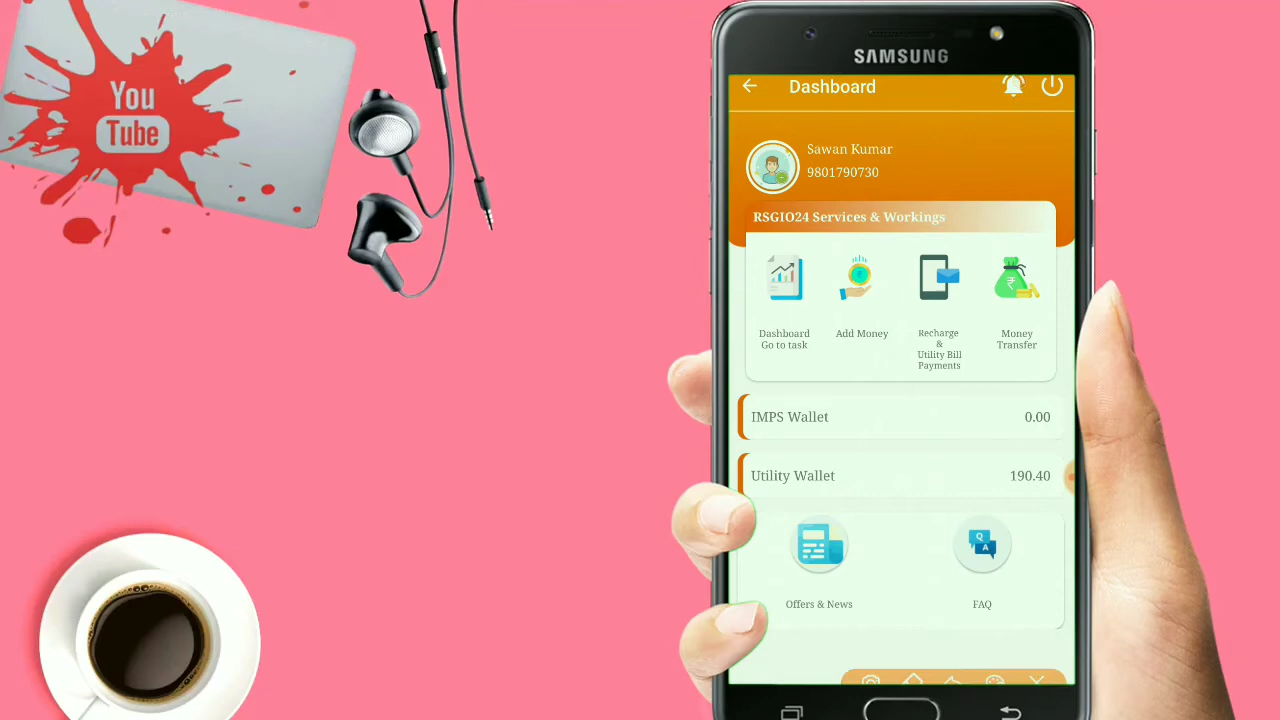 You
Tube
SAMSUNG
Dashboard
Sawan Kumar
9801790730
RSGIO24 Services & Workings
Dashboard
Go to task
Add Money
Recharge
&
Utility Bill
Payments
Money
Transfer
IMPS Wallet 0.00
Utility Wallet 190.40
Q
A
Offers & News
FAQ